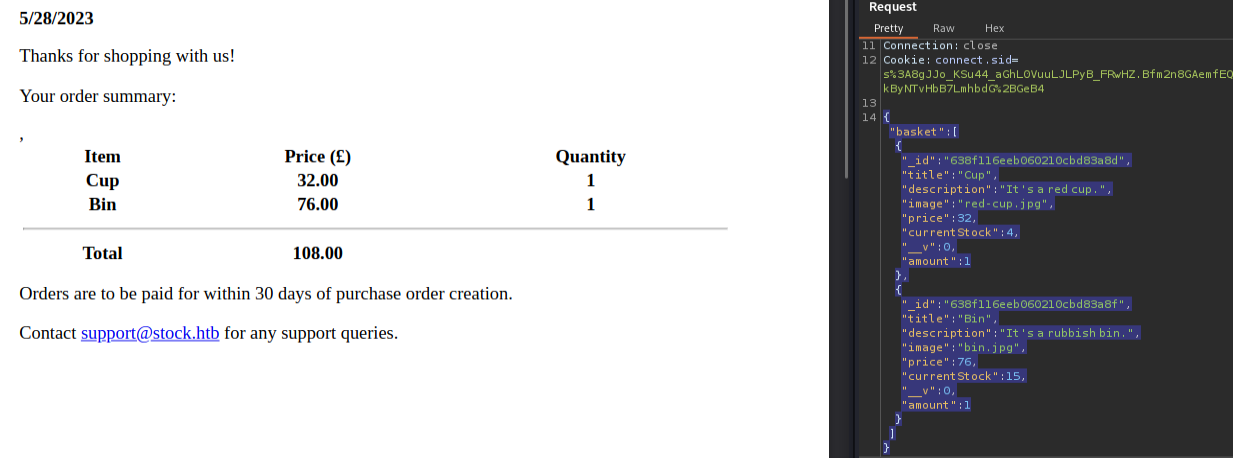 5/28/2023
Thanks for shopping with us!
Your order summary:
,
Item Price (£) Quantity
Cup 32.00 1
Bin 76.00 1
Total 108.00
Orders are to be paid for within 30 days of purchase order creation.
Contact support@stock.htb for any support queries.
Request
Pretty Raw Hex
11 Connection: close
12 Cookie: connect.sid=
s%3A8gJJo_KSu44_aGhL0VuuLJLPyB_FRwHZ.Bfm2n8GAemfEQ
kByNTvHbB7LmhbdG%2BGeB4
13
14 {
"basket":[
{
"_id":"638f116eeb060210cbd83a8d",
"title":"Cup",
"description":"It's a red cup.",
"image":"red-cup.jpg",
"price":32,
"currentStock":4,
"__v":0,
"amount":1
},
{
"_id":"638f116eeb060210cbd83a8f",
"title":"Bin",
"description":"It's a rubbish bin.",
"image":"bin.jpg",
"price":76,
"currentStock":15,
"__v":0,
"amount":1
}
]
}